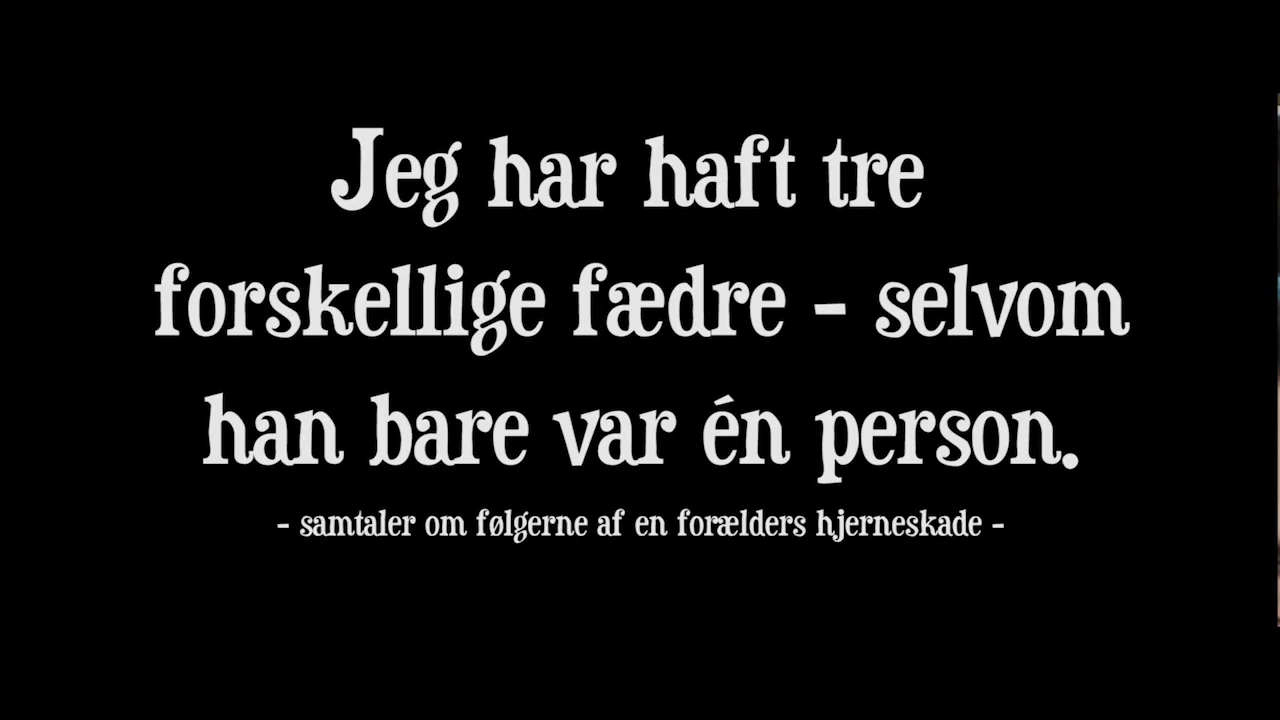 Jeg har haft tre
forskellige fædre - selvom
han bare var én person.
- samtaler om følgerne af en forælders hjerneskade -